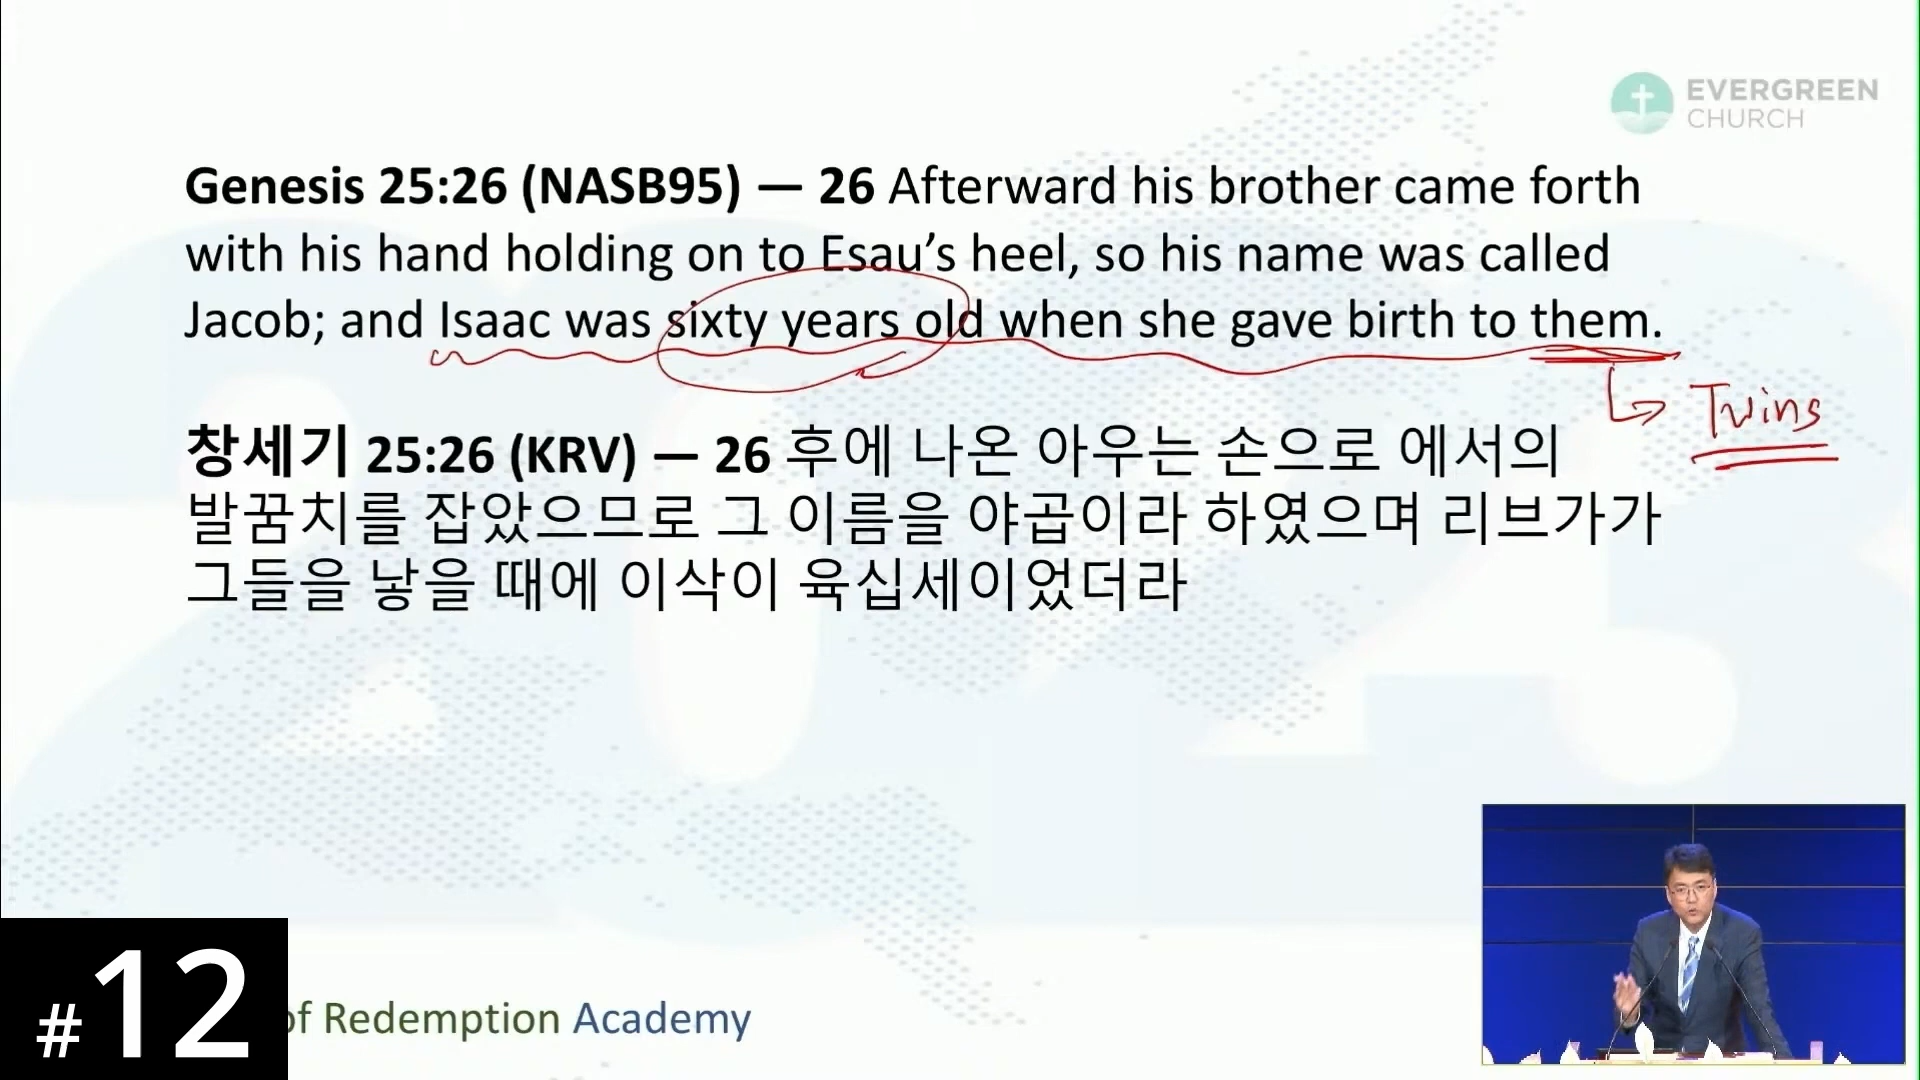 EVERGREEN
CHURCH
Genesis 25:26 (NASB95) — 26 Afterward his brother came forth
with his hand holding on to Esau’s heel, so his name was called
Jacob; and Isaac was sixty years old when she gave birth to them.
Twins
창세기 25:26 (KRV) — 26 후에 나온 아우는 손으로 에서의
발꿈치를 잡았으므로 그 이름을 야곱이라 하였으며 리브가가
그들을 낳을 때에 이삭이 육십세이었더라
#12
of Redemption Academy